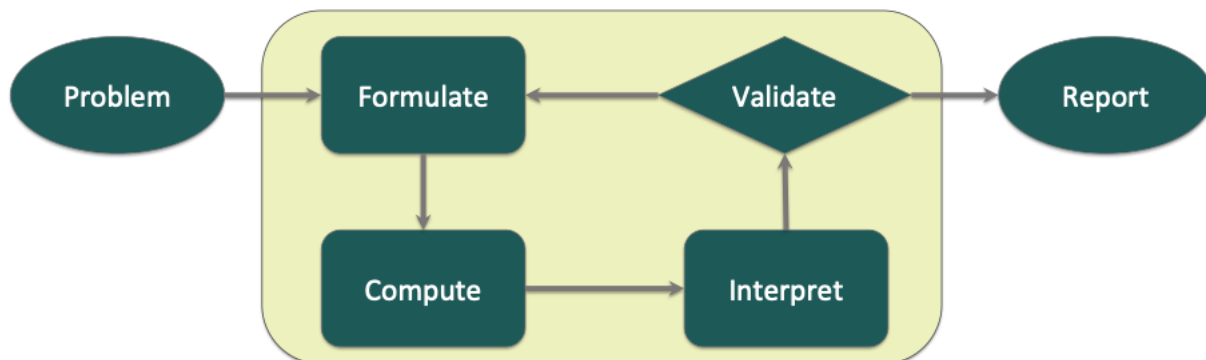 Problem
Formulate
Validate
Report
Compute
Interpret